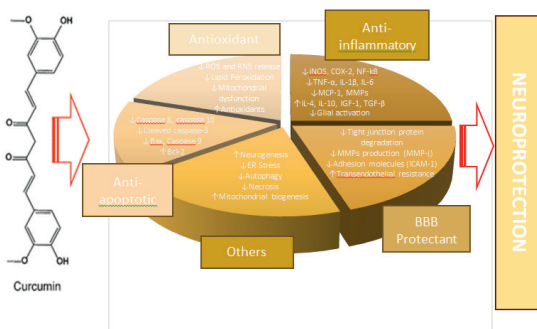 OH
O
O
O
O
OH
Curcumin
Antioxidant
↓ROS and RNS release
↓Lipid Peroxidation
↓Mitochondrial
dysfunction
↑Antioxidants
Anti-
inflammatory
↓iNOS, COX-2, NF-kB
↓TNF-α, IL-1β, IL-6
↓MCP-1, MMPs
↑IL-4, IL-10, IGF-1, TGF-β
↓Glial activation
↓Cleaved caspase-3
↓Bax, Caspase 9
↑Bcl-2
Anti-
apoptotic
↑Neurogenesis
↓ER Stress
↓Autophagy
↓Necrosis
↑Mitochondrial biogenesis
Others
↓Tight junction protein
degradation
↓MMPs production (MMP-)
↓Adhesion molecules (ICAM-1)
↑Transendothelial resistance
BBB
Protectant
NEUROPROTECTION